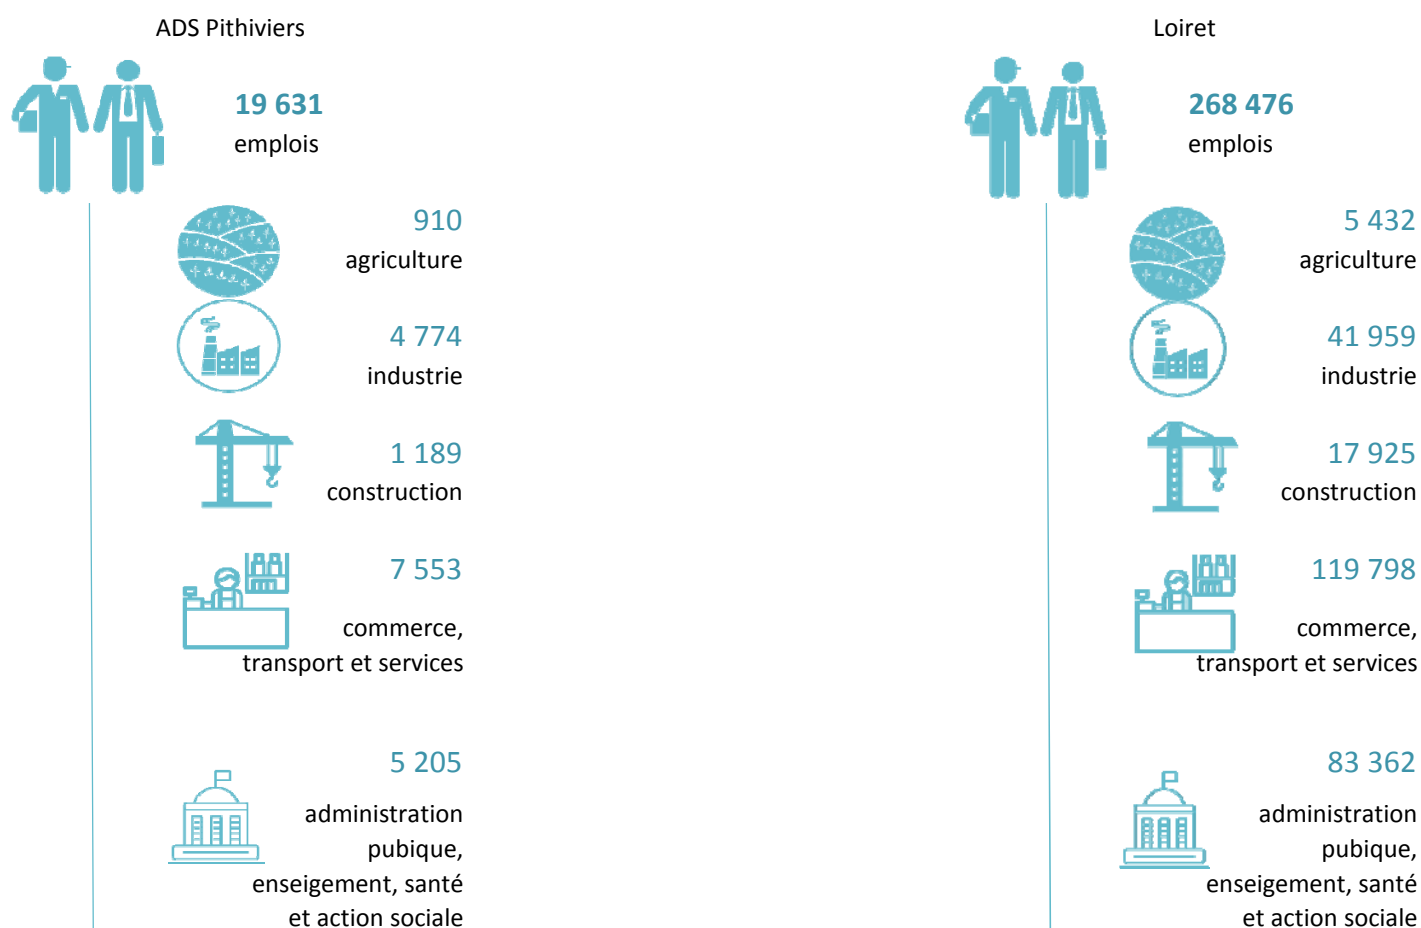 ADS Pithiviers
19 631
emplois
910
agriculture
4 774
industrie
1 189
construction
7 553
commerce,
transport et services
5 205
administration
pubique,
enseigement, santé
et action sociale
Loiret
268 476
emplois
5 432
agriculture
41 959
industrie
17 925
construction
119 798
commerce,
transport et services
83 362
administration
pubique,
enseigement, santé
et action sociale